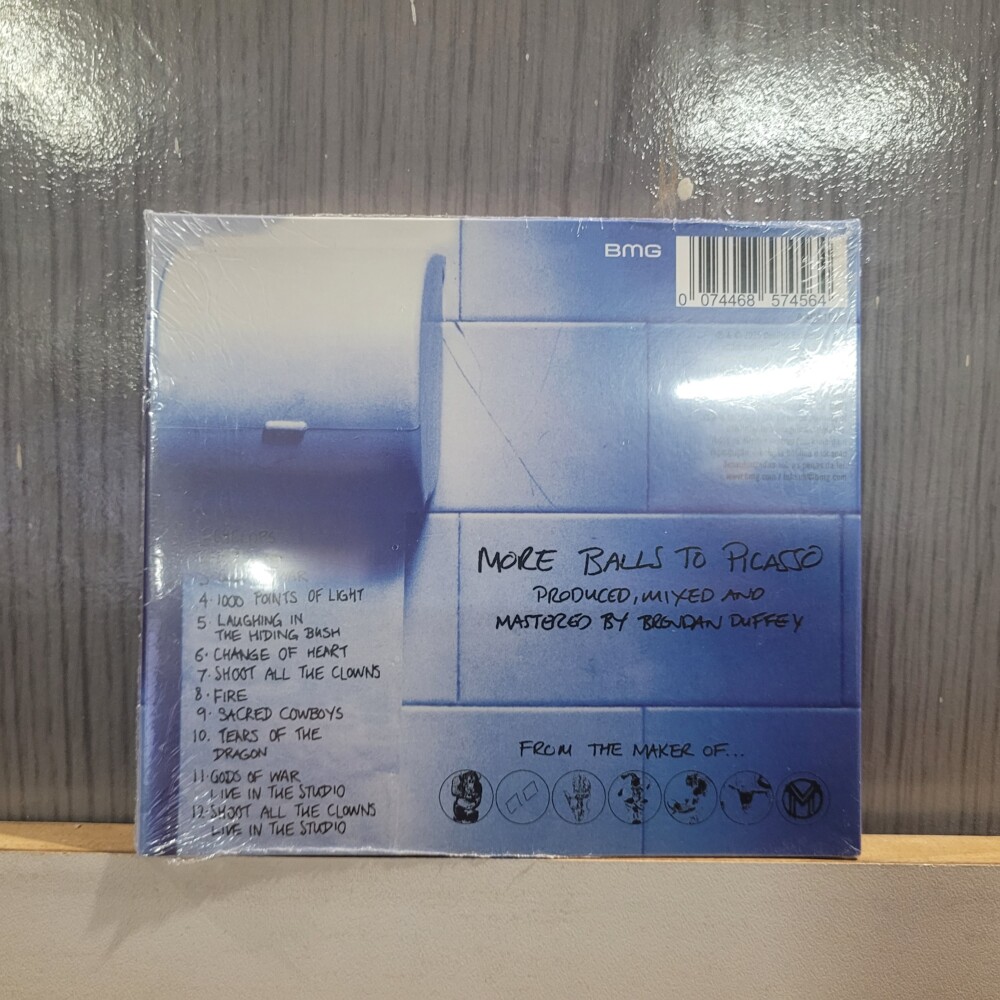 BMG
0 074468 574564
4. 1000 POINTS OF LIGHT
5. LAUGHING IN
THE HIDING BUSH
6. CHANGE OF HEART
7. SHOOT ALL THE CLOWNS
8. FIRE
9. SACRED COWBOYS
10. TEARS OF THE
DRAGON
11. GODS OF WAR
LIVE IN THE STUDIO
12. SHOOT ALL THE CLOWNS
LIVE IN THE STUDIO
MORE BALLS TO PICASSO
PRODUCED, MIXED AND
MASTERED BY BRENDAN DUFFEY
FROM THE MAKER OF...